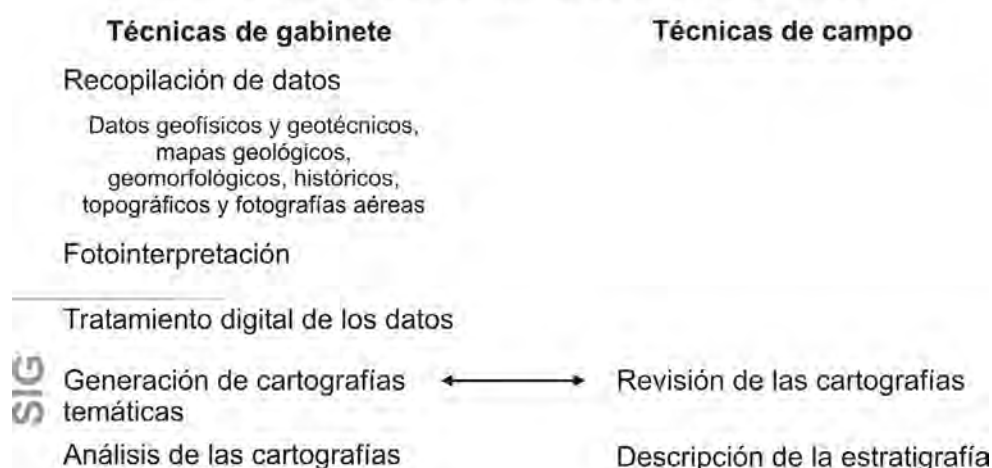 Técnicas de gabinete
Técnicas de campo
Recopilación de datos
Datos geofísicos y geotécnicos,
mapas geológicos,
geomorfológicos, históricos,
topográficos y fotografías aéreas
Fotointerpretación
SIG
Tratamiento digital de los datos
Generación de cartografías
temáticas
Revisión de las cartografías
Análisis de las cartografías
Descripción de la estratigrafía